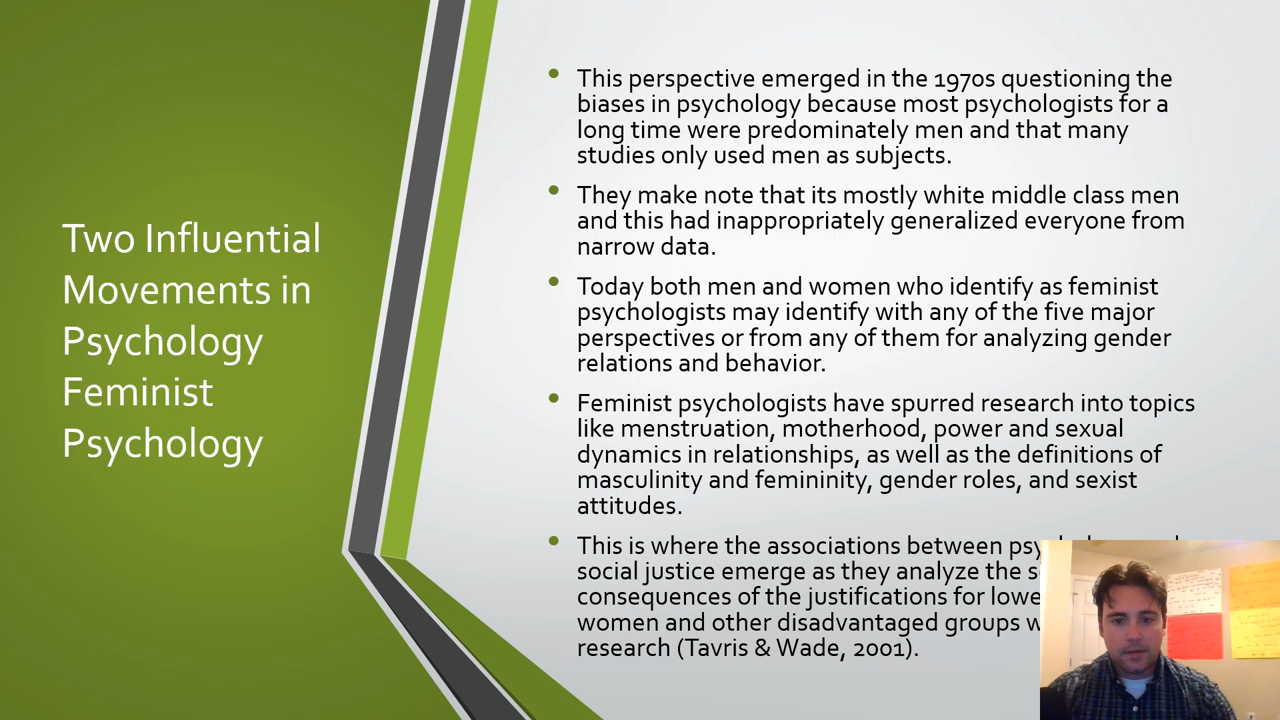 Two Influential
Movements in
Psychology
Feminist
Psychology
• This perspective emerged in the 1970s questioning the
biases in psychology because most psychologists for a
long time were predominately men and that many
studies only used men as subjects.
• They make note that its mostly white middle class men
and this had inappropriately generalized everyone from
narrow data.
• Today both men and women who identify as feminist
psychologists may identify with any of the five major
perspectives or from any of them for analyzing gender
relations and behavior.
• Feminist psychologists have spurred research into topics
like menstruation, motherhood, power and sexual
dynamics in relationships, as well as the definitions of
masculinity and femininity, gender roles, and sexist
attitudes.
• This is where the associations between
social justice emerge as they analyze the
consequences of the justifications for
women and other disadvantaged groups
research (Tavris & Wade, 2001).